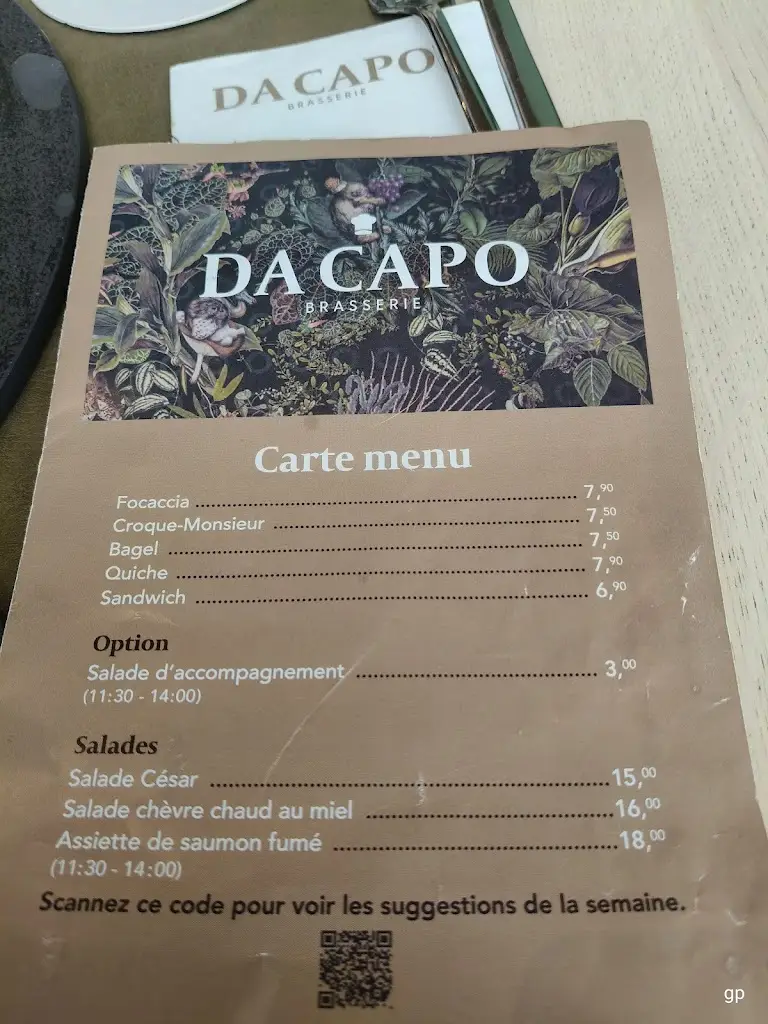 DA CAPO
BRASSERIE
DA CAPO
BRASSERIE
Carte menu
Focaccia 7,90
Croque-Monsieur 7,50
Bagel 7,50
Quiche 7,90
Sandwich 6,90
Option
Salade d'accompagnement 3,00
(11:30 - 14:00)
Salades
Salade César 15,00
Salade chèvre chaud au miel 16,00
Assiette de saumon fumé 18,00
(11:30 - 14:00)
Scannez ce code pour voir les suggestions de la semaine.
gp